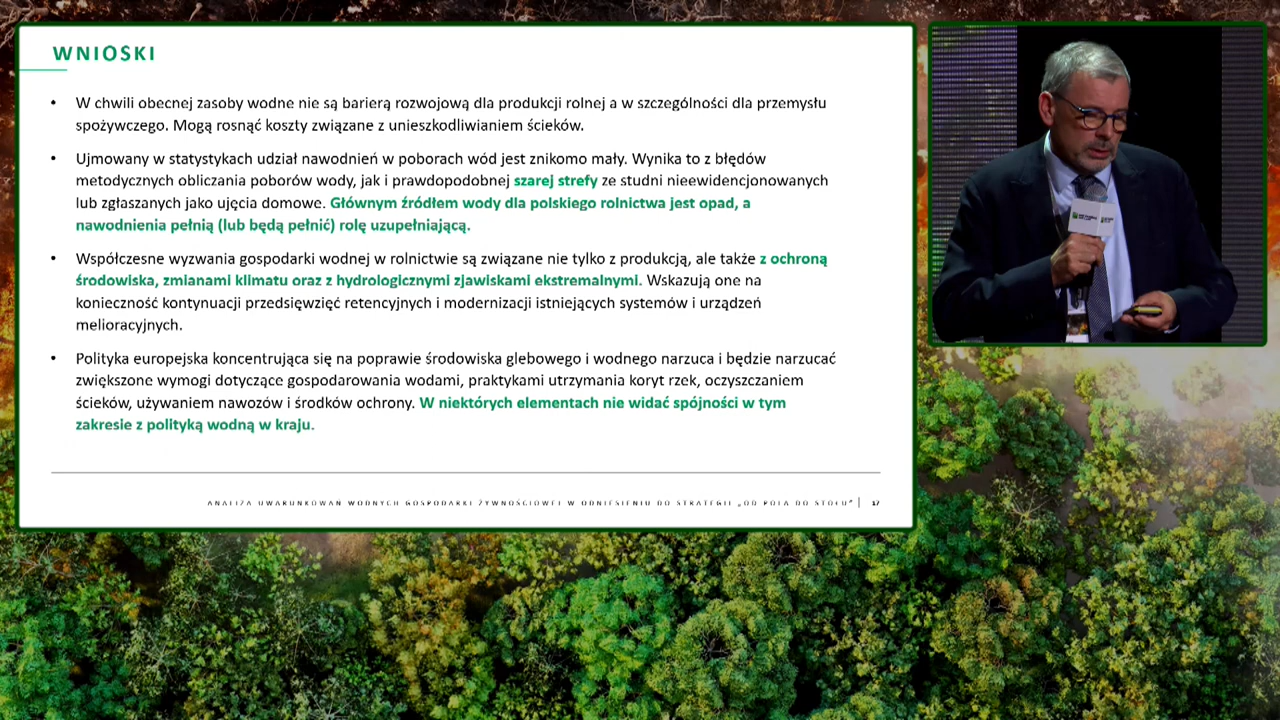 WNIOSKI
• W chwili obecnej zasoby wodne nie są barierą rozwojową dla produkcji rolnej a w szczególności dla przemysłu
spożywczego. Mogą rosnąć koszty związane z unieszkodliwianiem ścieków.
• Ujmowany w statystykach udział nawodnień w poborach wód jest znikomo mały. Wynika to z błędów
metodycznych obliczania poborów wody, jak i prawdopodobnej szarej strefy ze studni nieewidencjonowanych
lub zgłaszanych jako ujęcia domowe. Głównym źródłem wody dla polskiego rolnictwa jest opad, a
nawodnienia pełnią (lub będą pełnić) rolę uzupełniającą.
• Współczesne wyzwania gospodarki wodnej w rolnictwie są związane nie tylko z produkcją, ale także z ochroną
środowiska, zmianami klimatu oraz z hydrologicznymi zjawiskami ekstremalnymi. Wskazują one na
konieczność kontynuacji przedsięwzięć retencyjnych i modernizacji istniejących systemów i urządzeń
melioracyjnych.
• Polityka europejska koncentrująca się na poprawie środowiska glebowego i wodnego narzuca i będzie narzucać
zwiększone wymogi dotyczące gospodarowania wodami, praktykami utrzymania koryt rzek, oczyszczaniem
ścieków, używaniem nawozów i środków ochrony. W niektórych elementach nie widać spójności w tym
zakresie z polityką wodną w kraju.
ANALIZA UWARUNKOWAŃ WODNYCH GOSPODARKI ŻYWNOŚCIOWEJ W ODNIESIENIU DO STRATEGII „OD POLA DO STOŁU” | 17